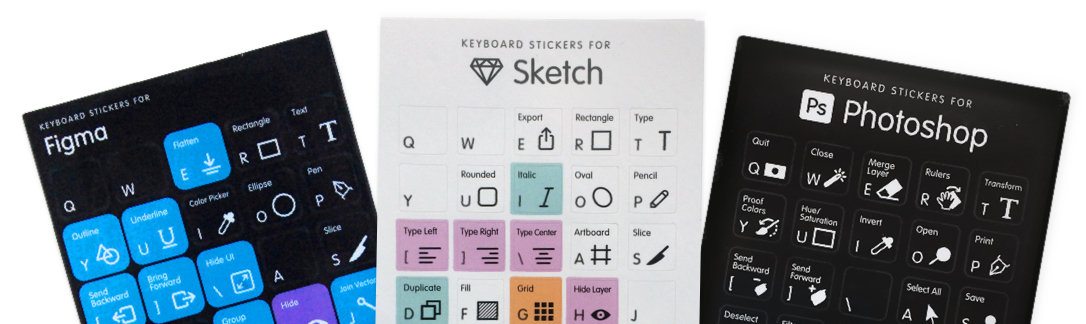 KEYBOARD STICKERS FOR
Figma
Q
W
Flatten
E
Rectangle
R
Text
T T
Outline
Y
Underline
U U
Color Picker
I
Ellipse
O
Pen
P
Send
Backward
[
Bring
Forward
]
Hide UI
\
A
Slice
S
Group
Hide
Join Vector
KEYBOARD STICKERS FOR
Sketch
Q
W
Export
E
Rectangle
R
Type
T T
Y
Rounded
U
Italic
I I
Oval
O
Pencil
P
Type Left
[
Type Right
]
Type Center
\
Artboard
A
Slice
S
Duplicate
D
Fill
F
Grid
G
Hide Layer
H
J
KEYBOARD STICKERS FOR
Ps Photoshop
Quit
Q
Close
W
Merge
Layer
E
Rulers
R
Transform
T T
Proof
Colors
Y
Hue/
Saturation
U
Invert
I
Open
O
Print
P
Send
Backward
[
Send
Forward
]
\
Select All
A
Save
S
Deselect